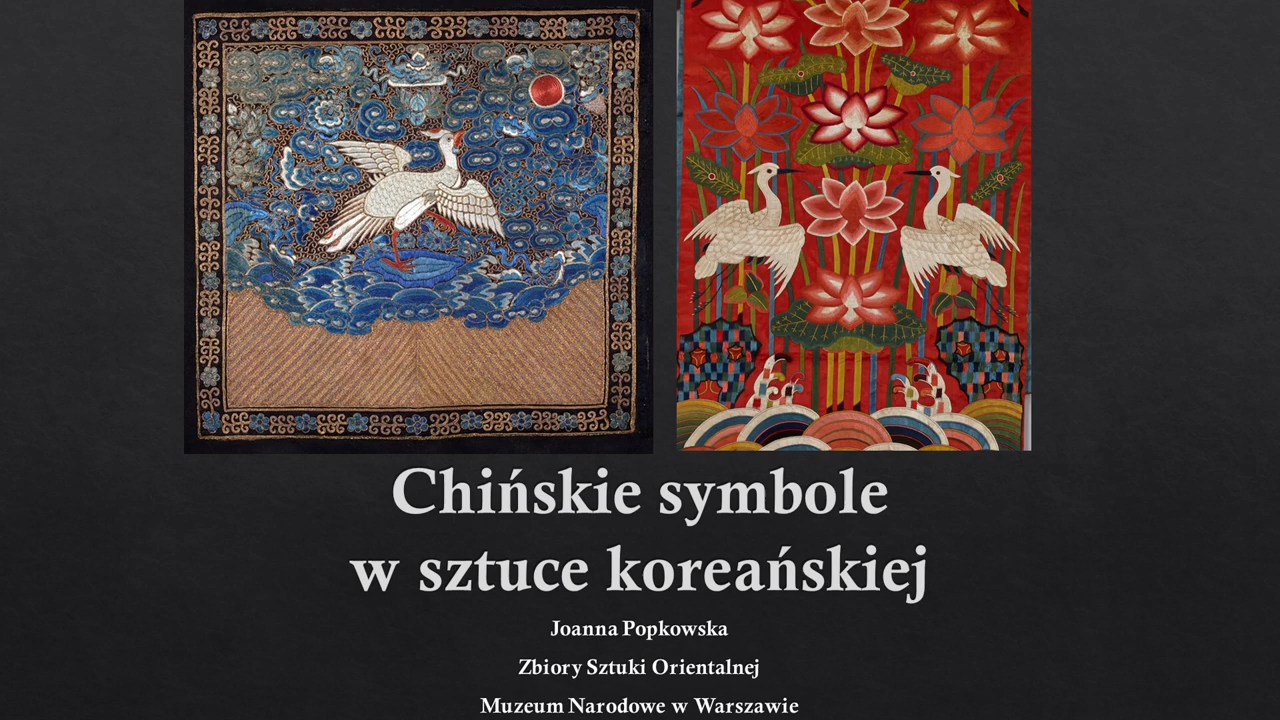 Chińskie symbole
w sztuce koreańskiej
Joanna Popkowska
Zbiory Sztuki Orientalnej
Muzeum Narodowe w Warszawie